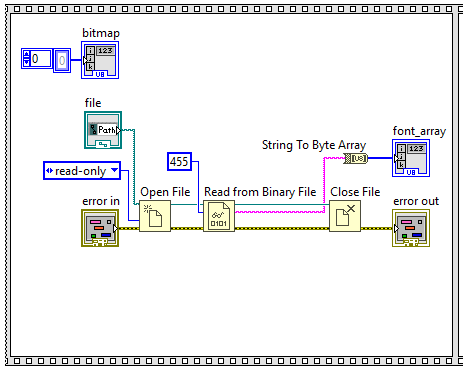 bitmap
0
0
i
j
k
123
U8
file
Path
String To Byte Array
[U8]
font_array
i
j
k
123
U8
455
read-only
Open File
Read from Binary File
Close File
0101
error in
error out